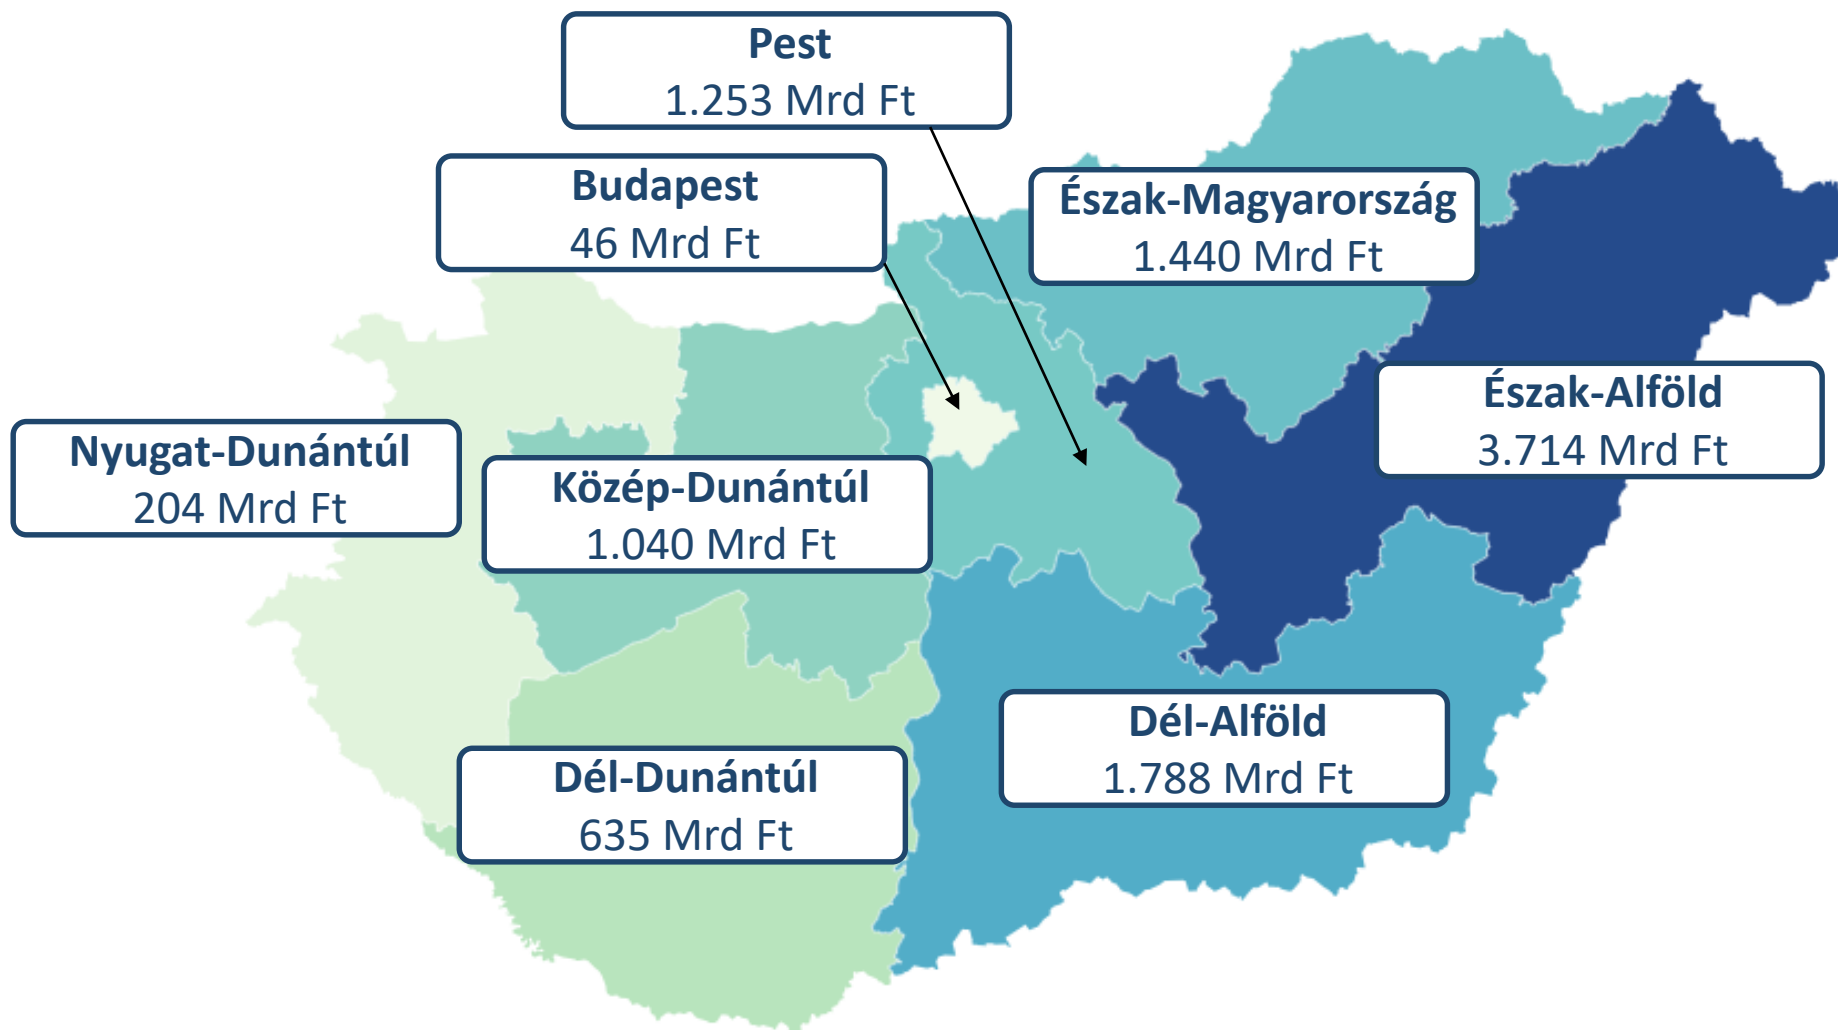 Pest
1.253 Mrd Ft
Budapest
46 Mrd Ft
Észak-Magyarország
1.440 Mrd Ft
Észak-Alföld
3.714 Mrd Ft
Nyugat-Dunántúl
204 Mrd Ft
Közép-Dunántúl
1.040 Mrd Ft
Dél-Alföld
1.788 Mrd Ft
Dél-Dunántúl
635 Mrd Ft